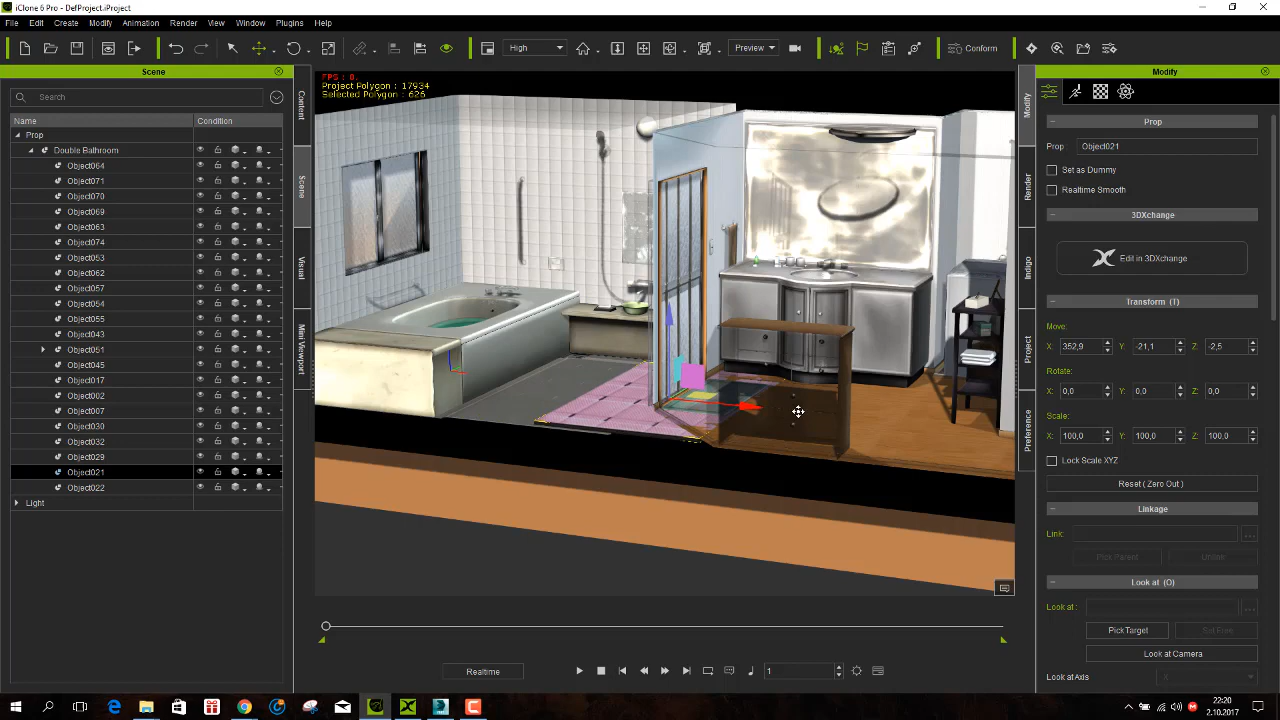 iClone 6 Pro - DefProject.iProject
File Edit Create Modify Animation Render View Window Plugins Help
High
Preview
Conform
Scene
Modify
FPS : 0.
Project Polygon : 17934
Selected Polygon : 626
Search
Name Condition
Prop
Double Bathroom
Object064
Object071
Object070
Object069
Object063
Object074
Object053
Object062
Object057
Object054
Object055
Object043
Object051
Object045
Object017
Object002
Object007
Object030
Object032
Object029
Object021
Object022
Light
Content
Scene
Visual
Mini Viewport
Modify
Render
Indigo
Project
Preference
Prop
Prop: Object021
Set as Dummy
Realtime Smooth
3DXchange
Edit in 3DXchange
Transform (T)
Move:
X: 352,9 Y: -21,1 Z: -2,5
Rotate:
X: 0,0 Y: 0,0 Z: 0,0
Scale:
X: 100,0 Y: 100,0 Z: 100,0
Lock Scale XYZ
Reset ( Zero Out )
Linkage
Link:
Pick Parent Unlink
Look at (O)
Look at :
Pick Target Set Free
Look at Camera
Look at Axis X
Realtime
1
22:20
2.10.2017